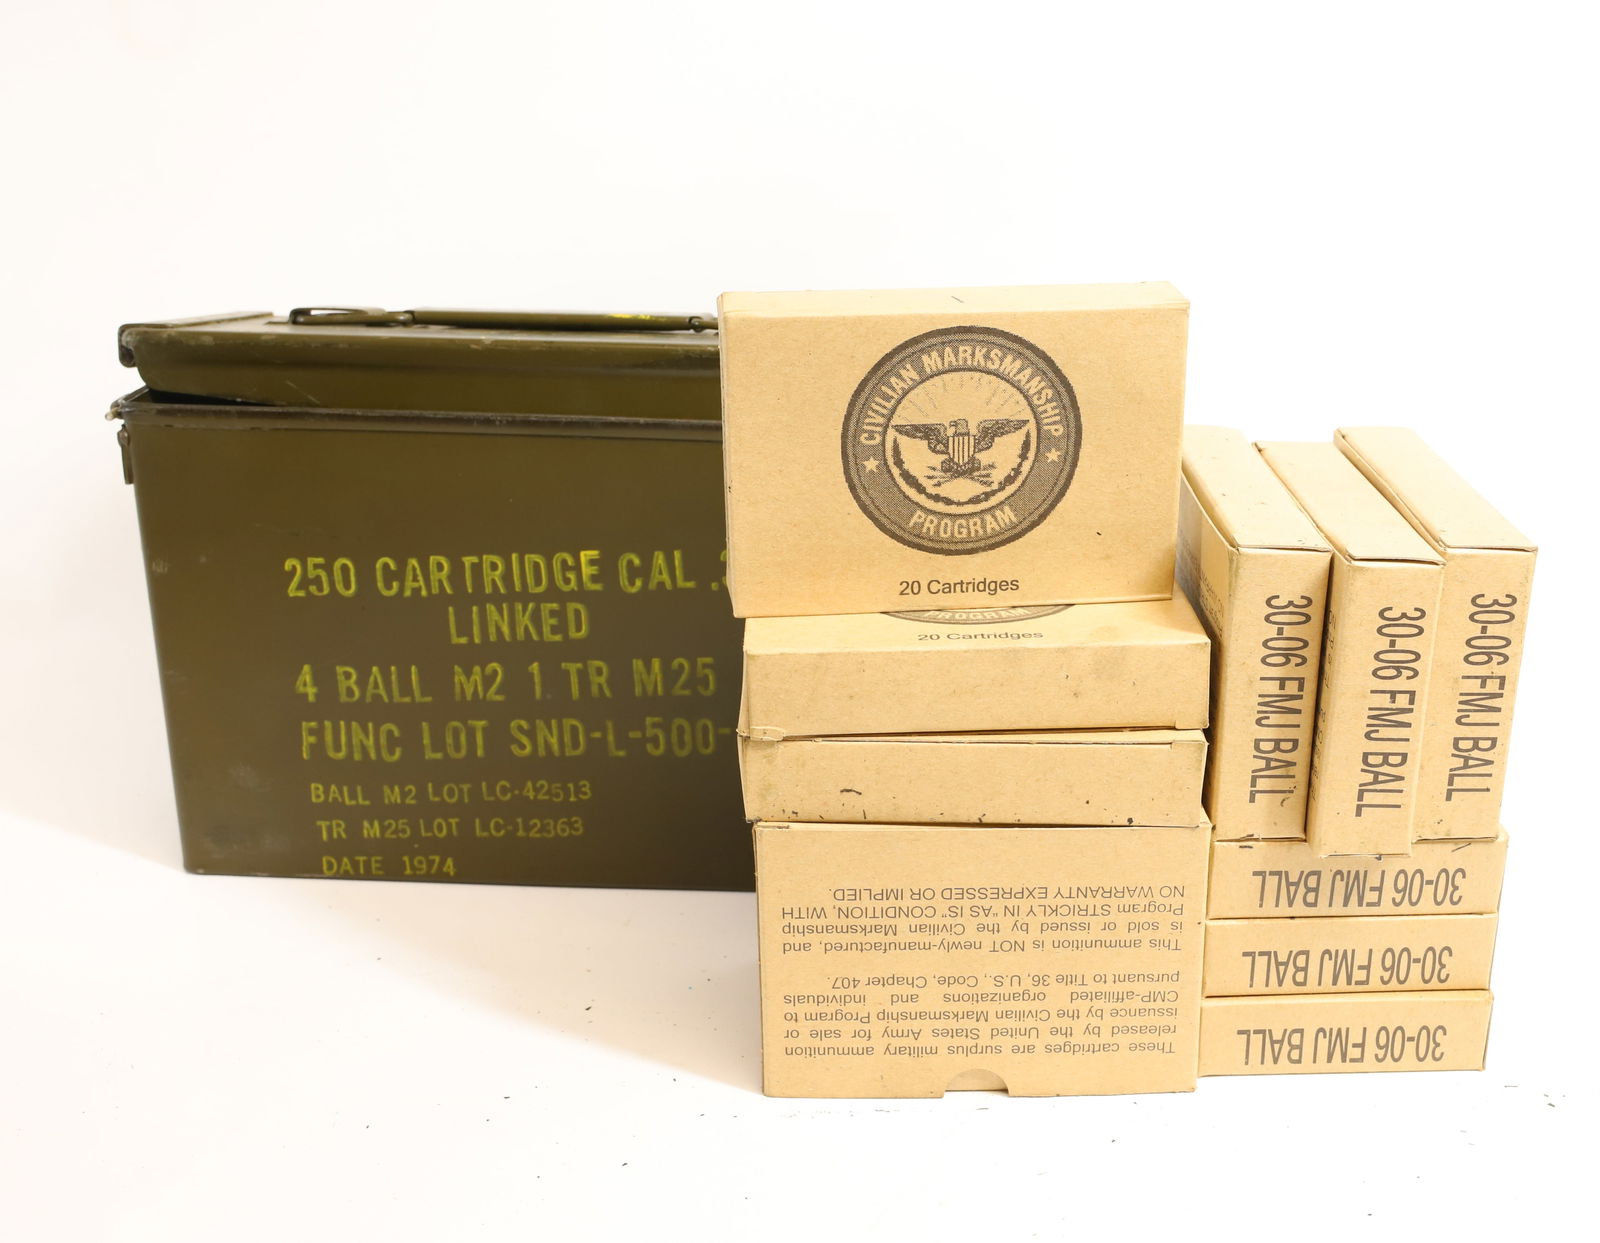 250 CARTRIDGE CAL .3
LINKED
4 BALL M2 1 TR M25
FUNC LOT SND-L-500-
BALL M2 LOT LC-42513
TR M25 LOT LC-12363
DATE 1974
CIVILIAN MARKSMANSHIP
PROGRAM
20 Cartridges
PROGRAM
20 Cartridges
These cartridges are surplus military ammunition
released by the United States Army for sale or
issuance by the Civilian Marksmanship Program to
CMP-affiliated organizations and individuals
pursuant to Title 36, U.S., Code, Chapter 407.
This ammunition is NOT newly-manufactured, and
is sold or issued by the Civilian Marksmanship
Program STRICTLY IN "AS IS" CONDITION, WITH
NO WARRANTY EXPRESSED OR IMPLIED.
30-06 FMJ BALL
30-06 FMJ BALL
30-06 FMJ BALL
30-06 FMJ BALL
30-06 FMJ BALL
30-06 FMJ BALL